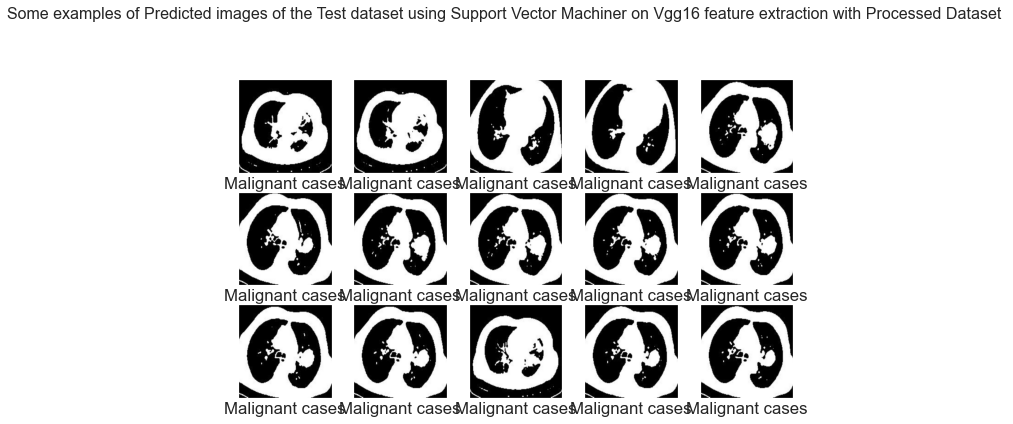 Some examples of Predicted images of the Test dataset using Support Vector Machiner on Vgg16 feature extraction with Processed Dataset
Malignant cases Malignant cases Malignant cases Malignant cases Malignant cases
Malignant cases Malignant cases Malignant cases Malignant cases Malignant cases
Malignant cases Malignant cases Malignant cases Malignant cases Malignant cases